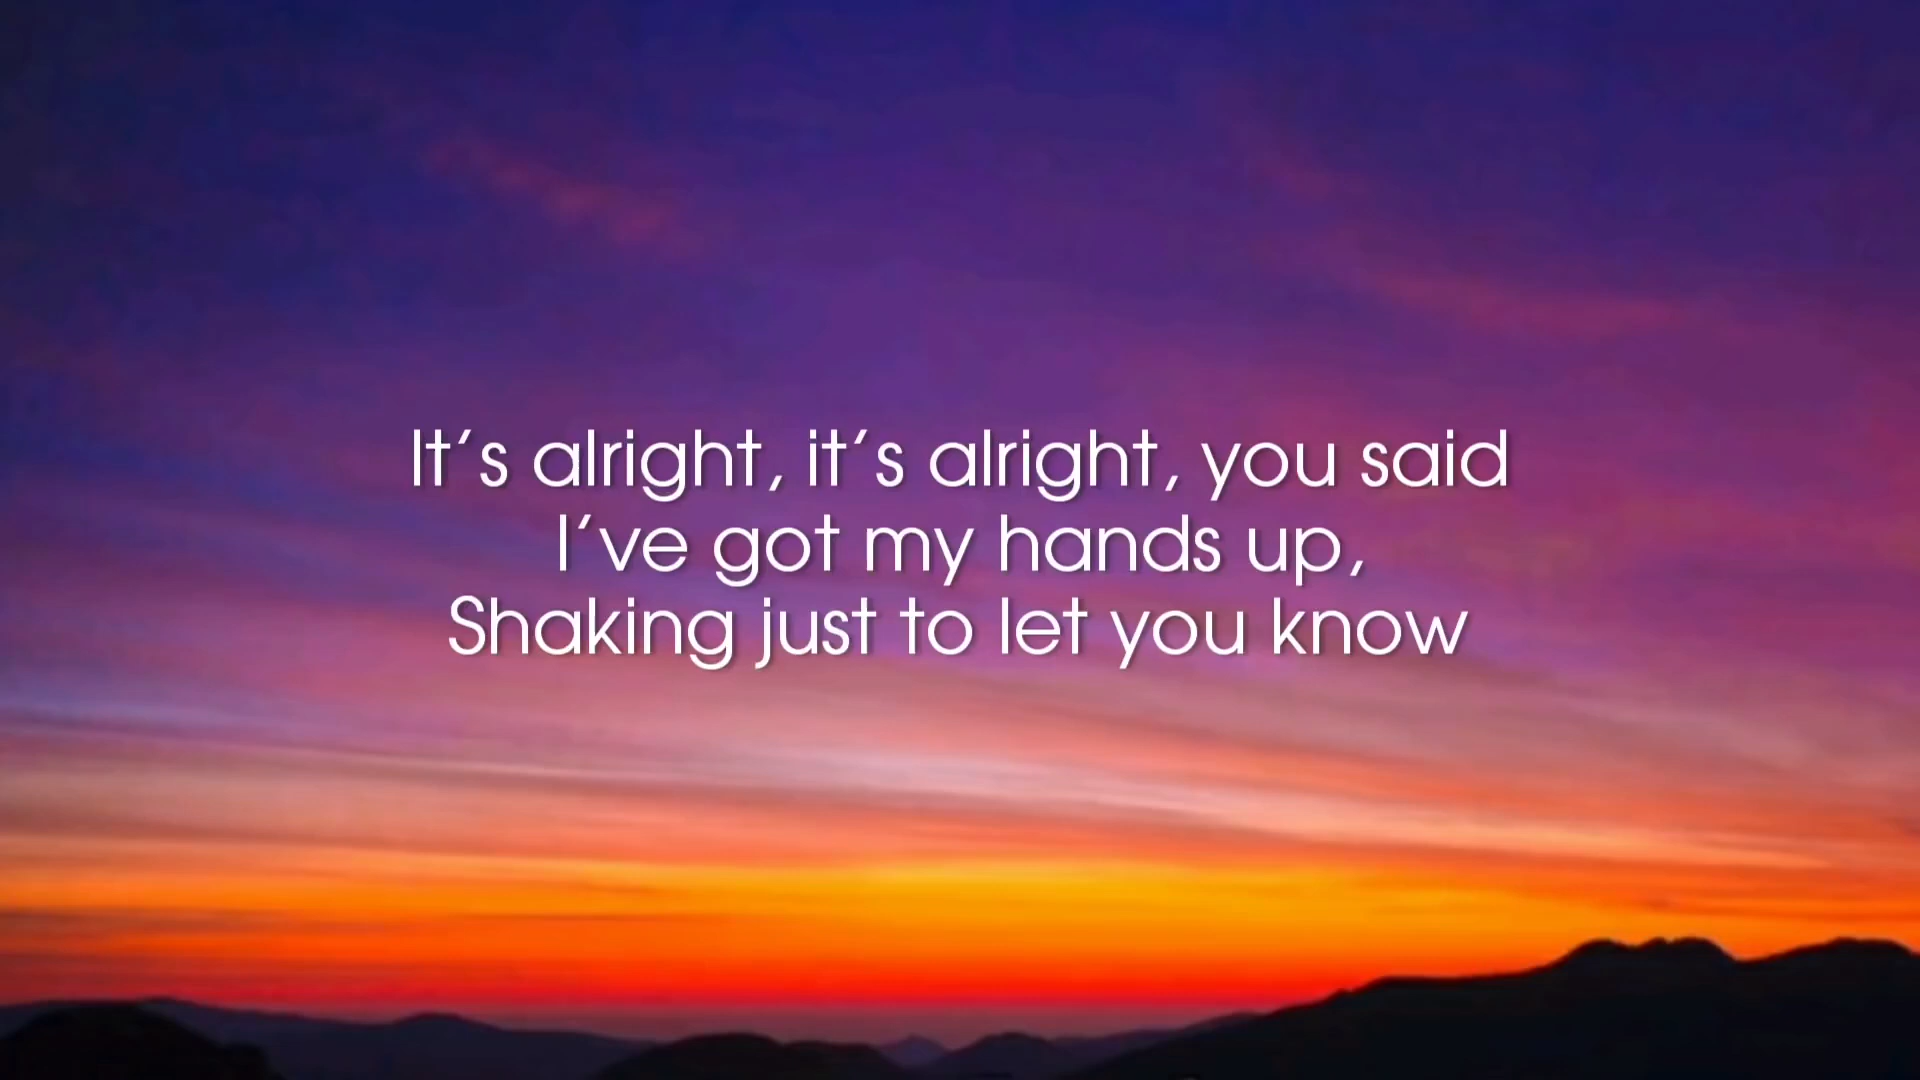 It's alright, it's alright, you said
I've got my hands up,
Shaking just to let you know